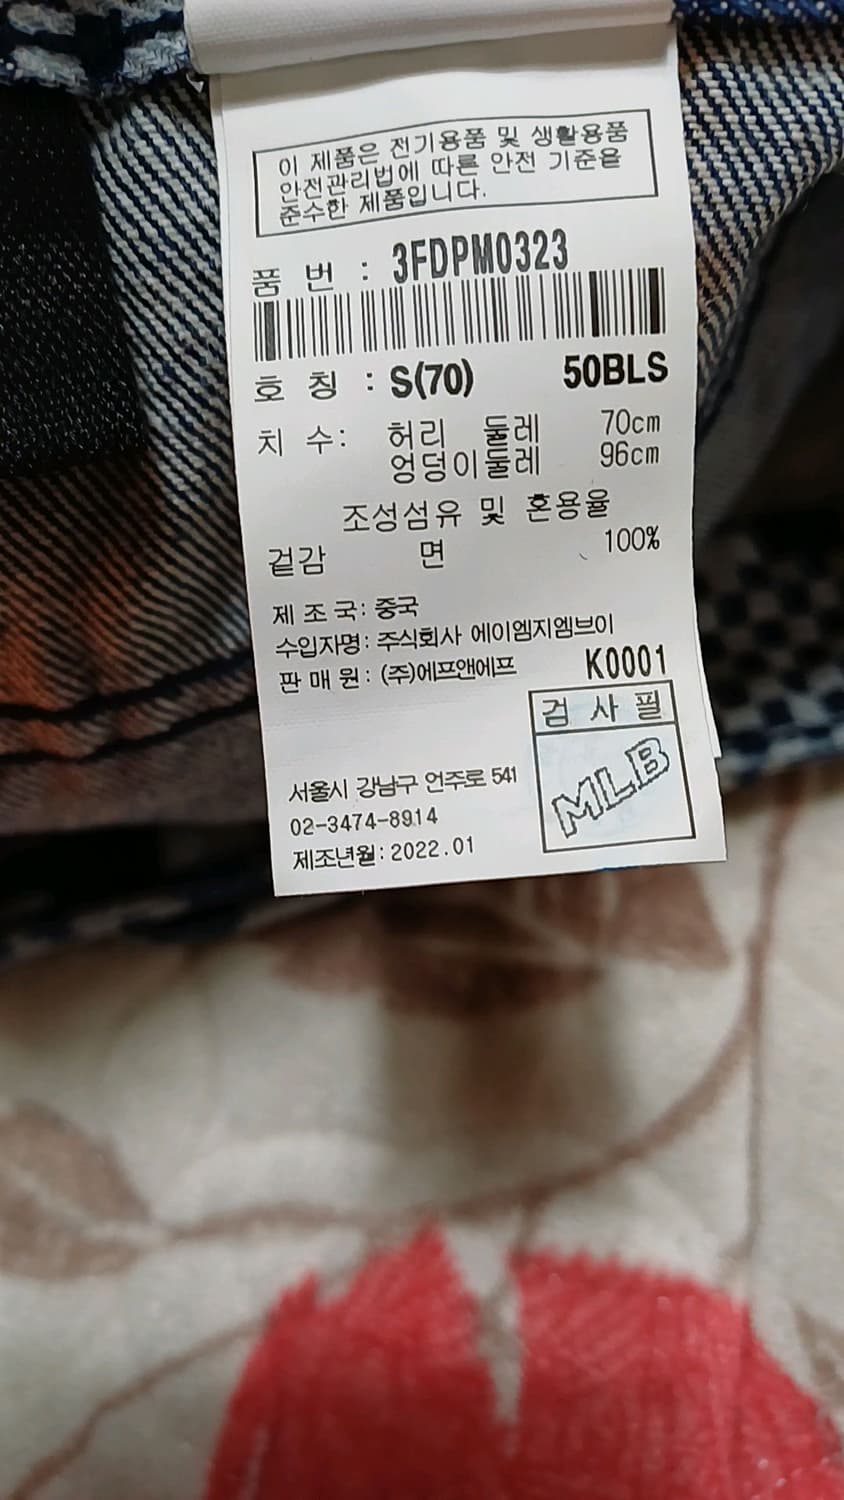 이 제품은 전기용품 및 생활용품
안전관리법에 따른 안전 기준을
준수한 제품입니다.
품 번 : 3FDPM0323
호 칭 : S(70) 50BLS
치 수: 허리 둘레 70cm
엉덩이둘레 96cm
조성섬유 및 혼용율
겉감 면 100%
제 조 국: 중국
수입자명: 주식회사 에이엠지엠브이
판 매 원: (주)에프앤에프 K0001
검 사 필
MLB
서울시 강남구 언주로 541
02-3474-8914
제조년월: 2022.01